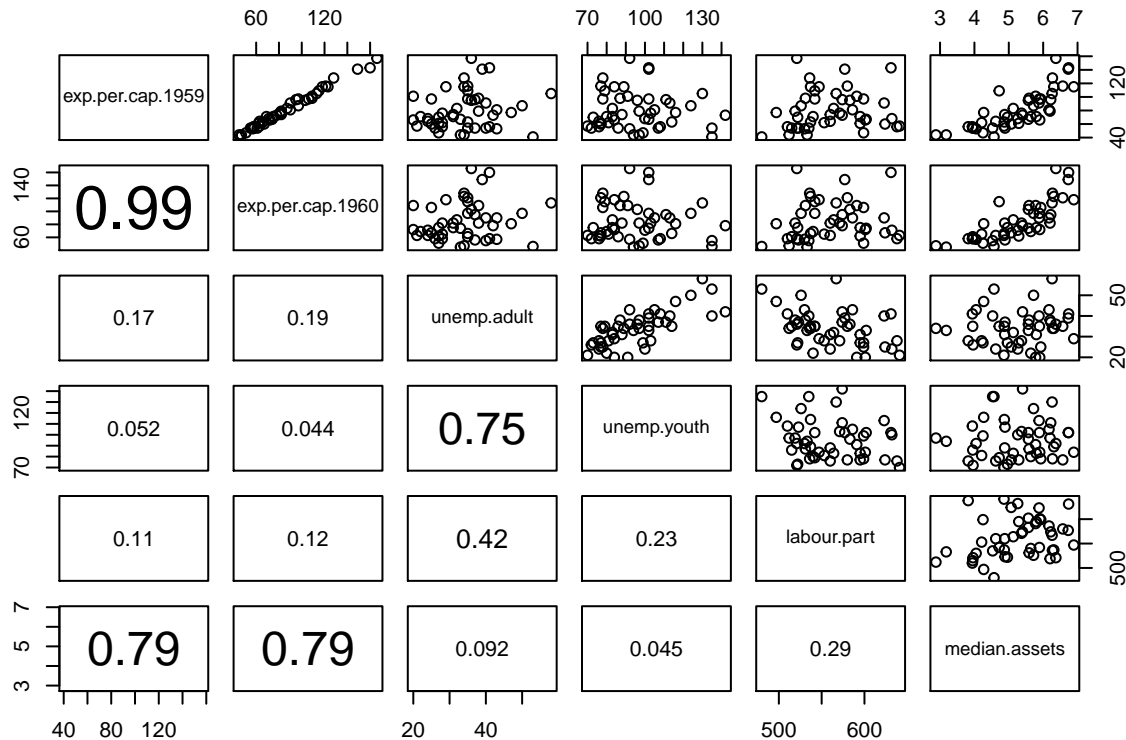 60 120 70 100 130 3 4 5 6 7
exp.per.cap.1959 40 80 120
60 140 0.99 exp.per.cap.1960
0.17 0.19 unemp.adult 20 50
70 120 0.052 0.044 0.75 unemp.youth
0.11 0.12 0.42 0.23 labour.part 500
3 5 7 0.79 0.79 0.092 0.045 0.29 median.assets
40 80 120 20 40 500 600